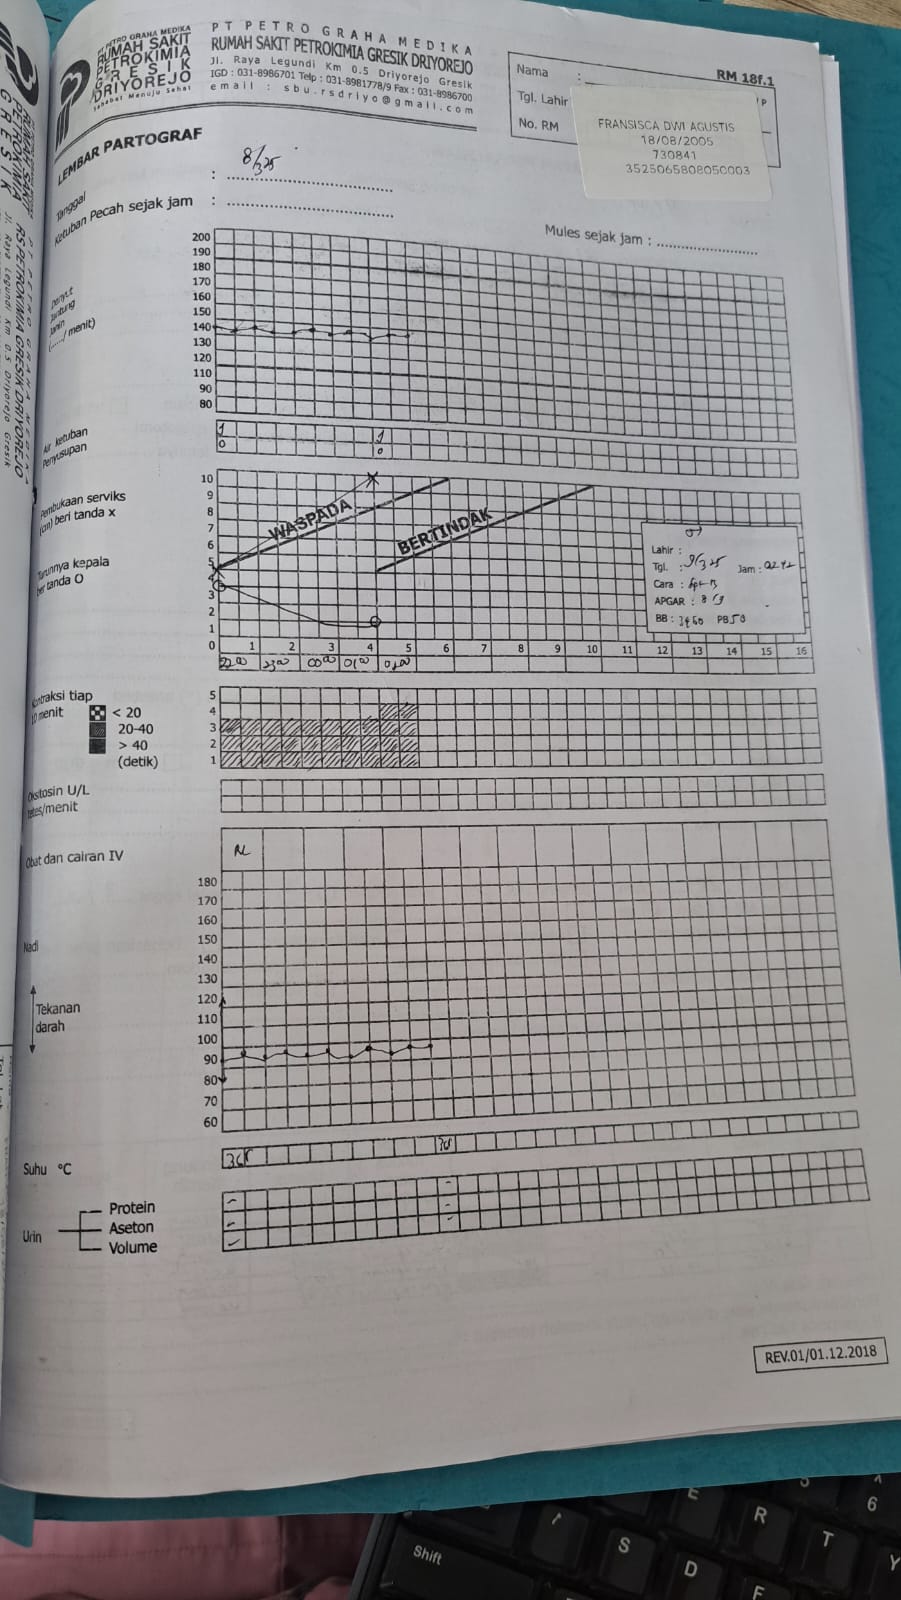 PT PETRO GRAHA MEDIKA
RUMAH SAKIT
PETROKIMIA
GRESIK
DRIYOREJO
Sahabat Menuju Sehat
PT PETRO GRAHA MEDIKA
RUMAH SAKIT PETROKIMIA GRESIK DRIYOREJO
Jl. Raya Legundi Km 0.5 Driyorejo Gresik
IGD : 031-8986701 Telp : 031-8981778/9 Fax : 031-8986700
email : sbu.rsdriyo@gmail.com
RM 18f.1
Nama :
Tgl. Lahir
No. RM
FRANSISCA DWI AGUSTIS
18/08/2005
730841
3525065808050003
LEMBAR PARTOGRAF
Tanggal : 8/3 25
Ketuban Pecah sejak jam :
Mules sejak jam :
Denyut
Jantung
Janin
(....../ menit)
200
190
180
170
160
150
140
130
120
110
90
80
Air ketuban
Penyusupan
J J
0 0
Pembukaan serviks
(cm) beri tanda x
Turunnya kepala
beri tanda O
10
9
8
7
6
5
4
3
2
1
0
WASPADA
BERTINDAK
♂
Lahir :
Tgl. : 9/3 25 Jam : 0242
Cara : Spt B
APGAR : 8/9
BB : 3460 PB 50
1 2 3 4 5 6 7 8 9 10 11 12 13 14 15 16
22 00 23 00 00 00 01 00 02 00
Kontraksi tiap
10 menit
< 20
20-40
> 40
(detik)
5
4
3
2
1
Oksitosin U/L
tetes/menit
Obat dan cairan IV
RL
Nadi
Tekanan
darah
180
170
160
150
140
130
120
110
100
90
80
70
60
Suhu °C
Urin
Protein
Aseton
Volume
REV.01/01.12.2018
Shift
S
D
E
R
F
T
6
Y